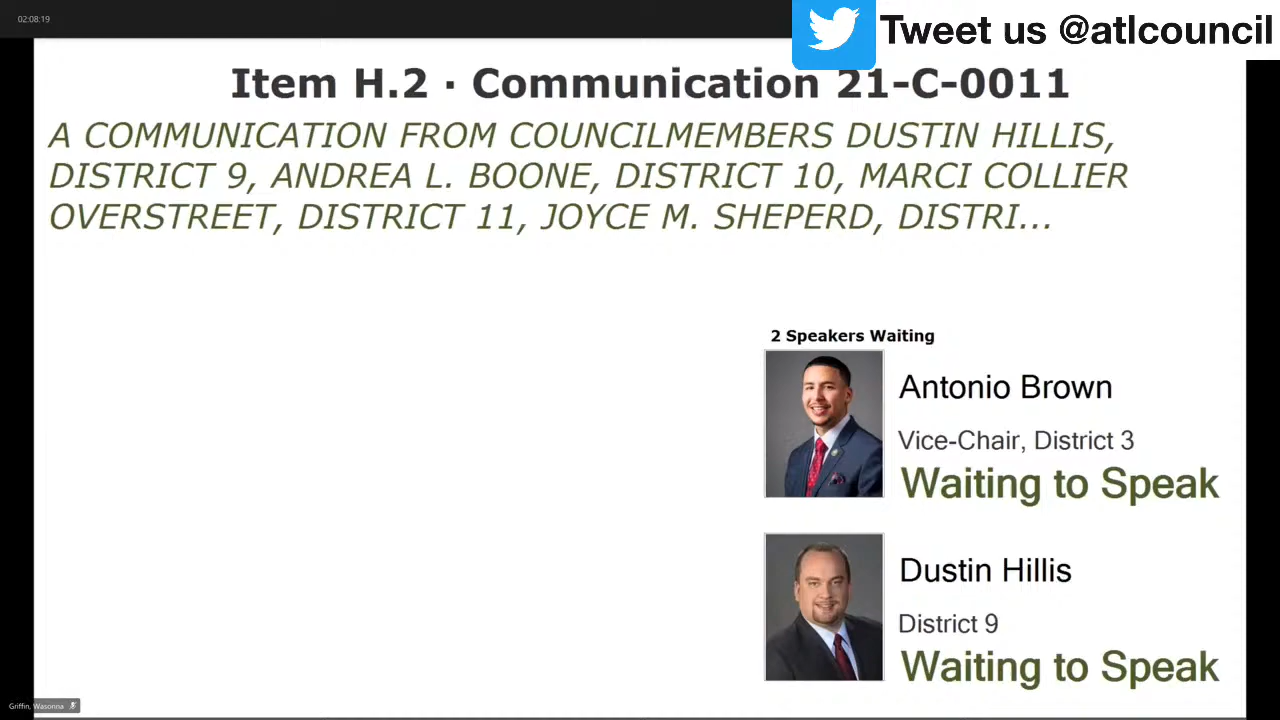 02:08:19
Tweet us @atlcouncil
Item H.2 · Communication 21-C-0011
A COMMUNICATION FROM COUNCILMEMBERS DUSTIN HILLIS,
DISTRICT 9, ANDREA L. BOONE, DISTRICT 10, MARCI COLLIER
OVERSTREET, DISTRICT 11, JOYCE M. SHEPERD, DISTRI...
2 Speakers Waiting
Antonio Brown
Vice-Chair, District 3
Waiting to Speak
Dustin Hillis
District 9
Waiting to Speak
Griffin, Wasonna